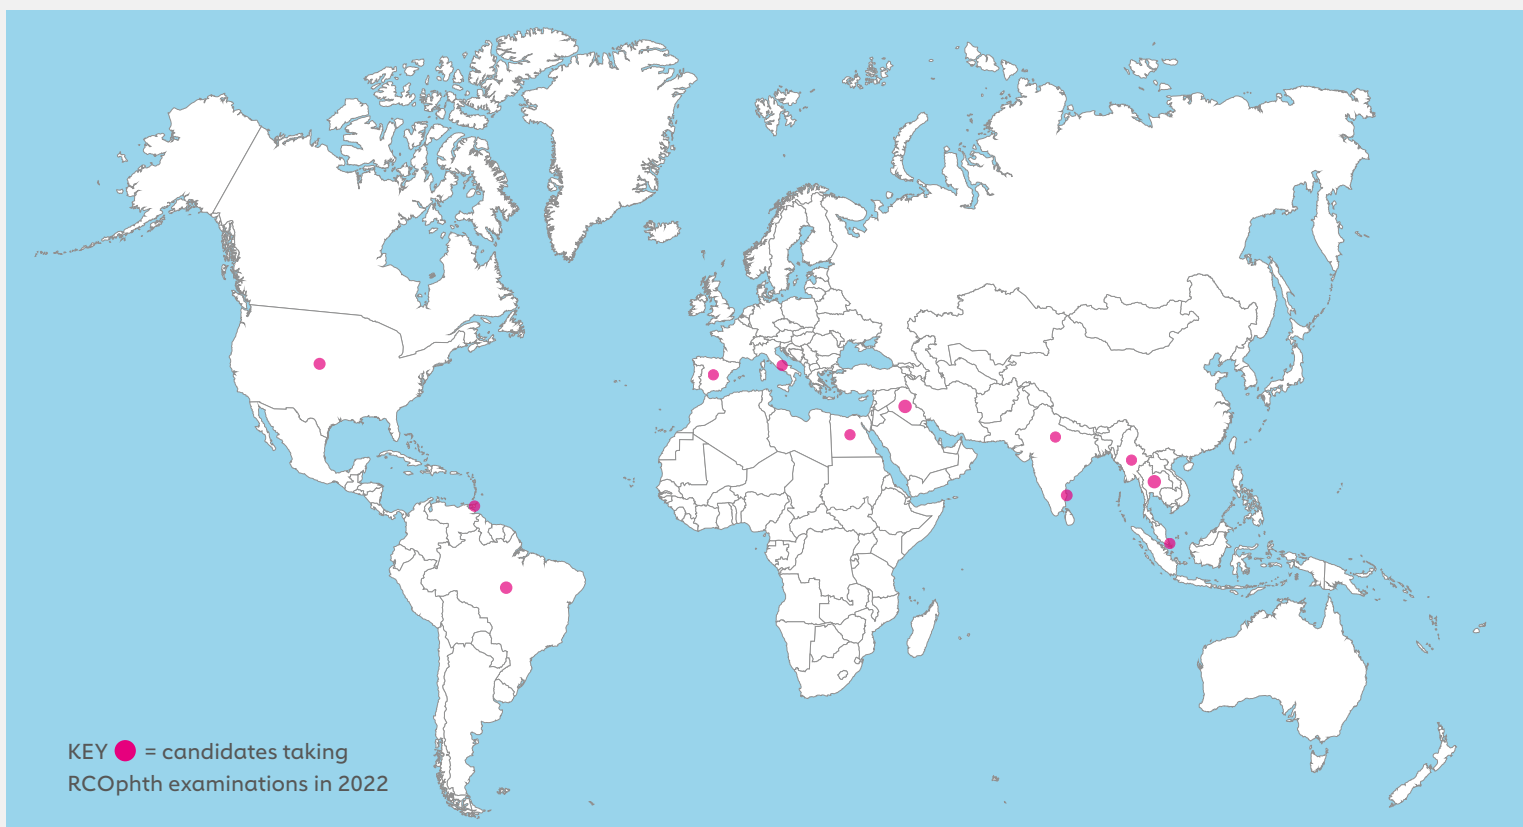 KEY = candidates taking
RCOphth examinations in 2022